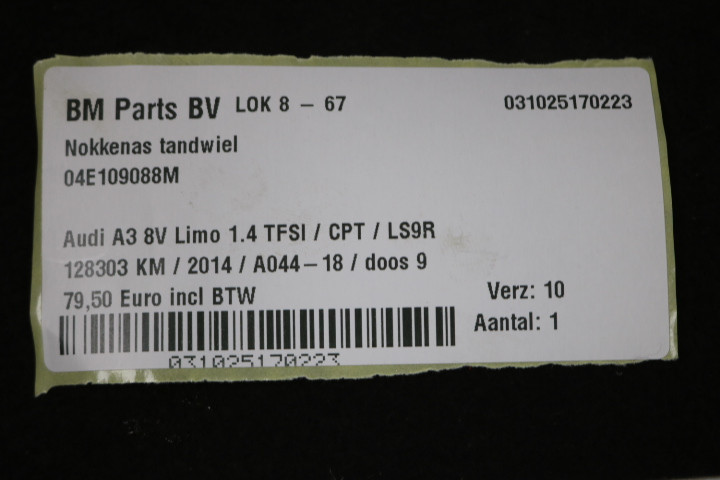 BM Parts BV LOK 8 - 67 031025170223
Nokkenas tandwiel
04E109088M
Audi A3 8V Limo 1.4 TFSI / CPT / LS9R
128303 KM / 2014 / A044-18 / doos 9
79,50 Euro incl BTW Verz: 10
Aantal: 1
031025170223